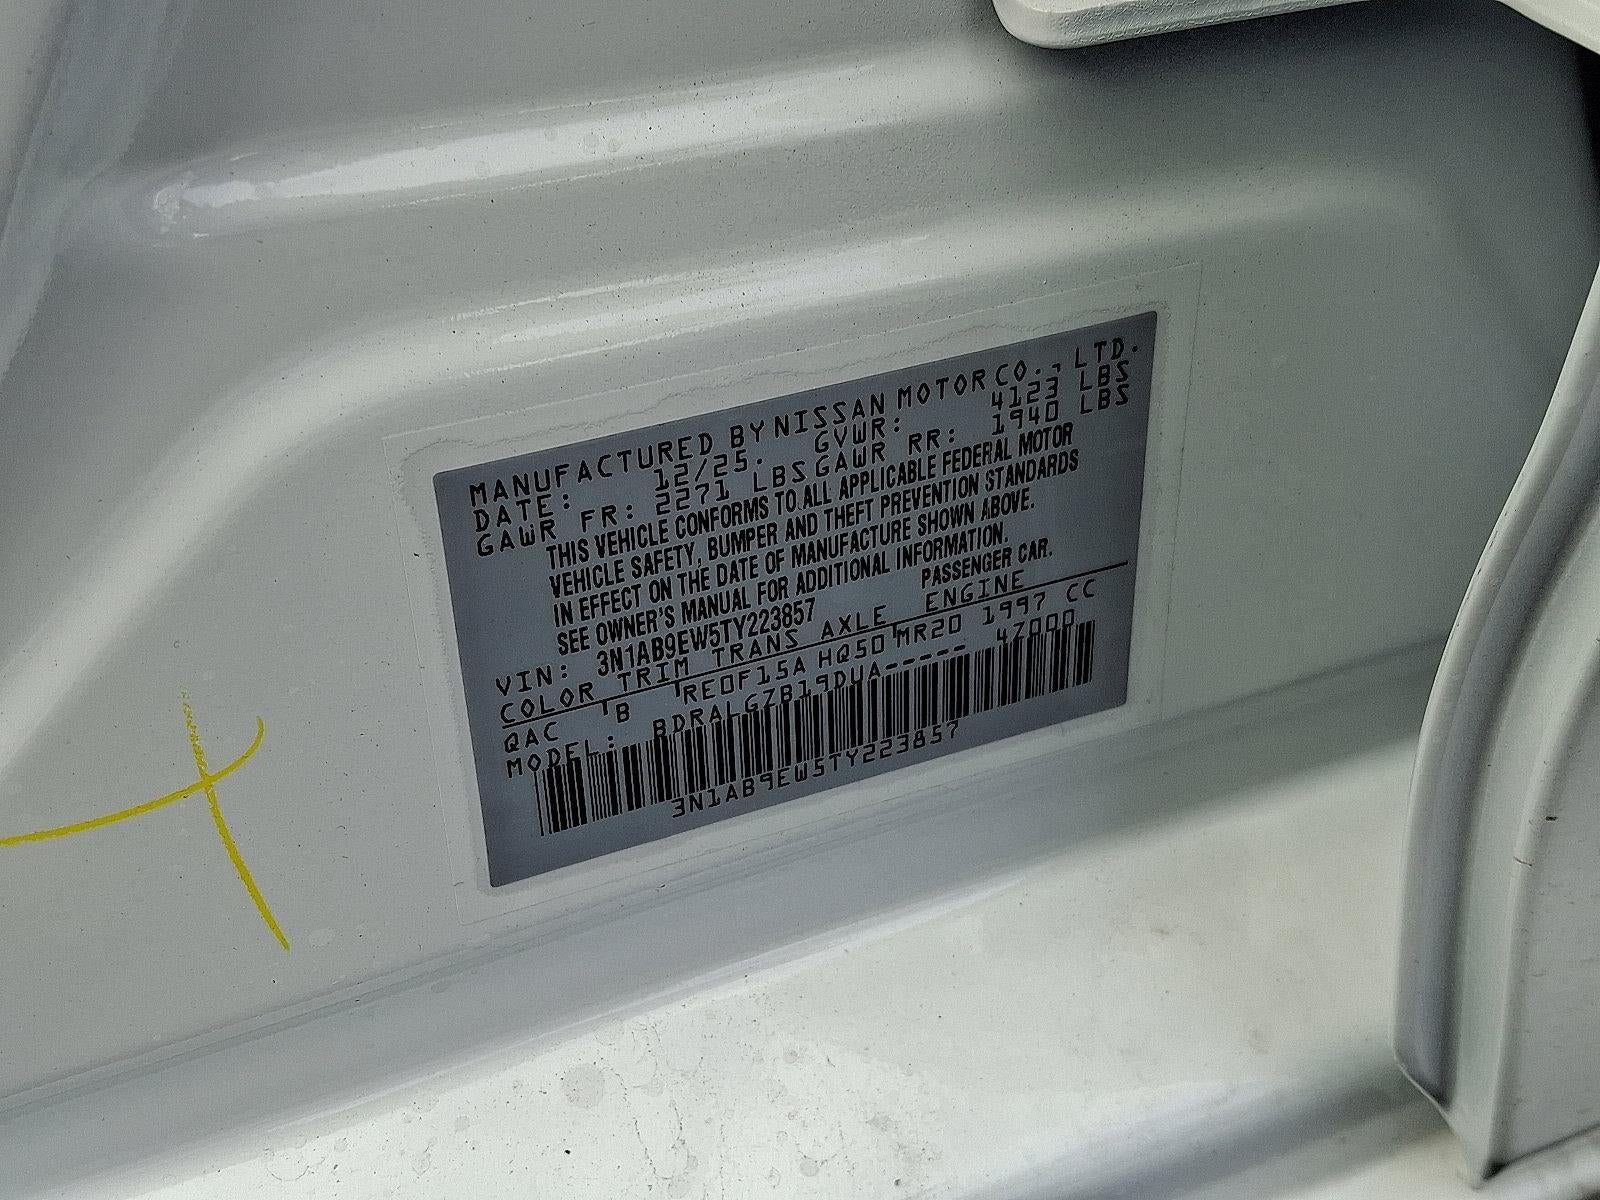 MANUFACTURED BY NISSAN MOTOR CO., LTD.
DATE: 12/25. GVWR: 4123 LBS
GAWR FR: 2271 LBS GAWR RR: 1940 LBS
THIS VEHICLE CONFORMS TO ALL APPLICABLE FEDERAL MOTOR
VEHICLE SAFETY, BUMPER AND THEFT PREVENTION STANDARDS
IN EFFECT ON THE DATE OF MANUFACTURE SHOWN ABOVE.
SEE OWNER'S MANUAL FOR ADDITIONAL INFORMATION.
VIN: 3N1AB9EW5TY223857 PASSENGER CAR.
COLOR TRIM TRANS AXLE ENGINE
QAC B RE0F15A HQ50 MR20 1997 CC
MODEL: BDRALGZB19DUA----- 47000
3N1AB9EW5TY223857